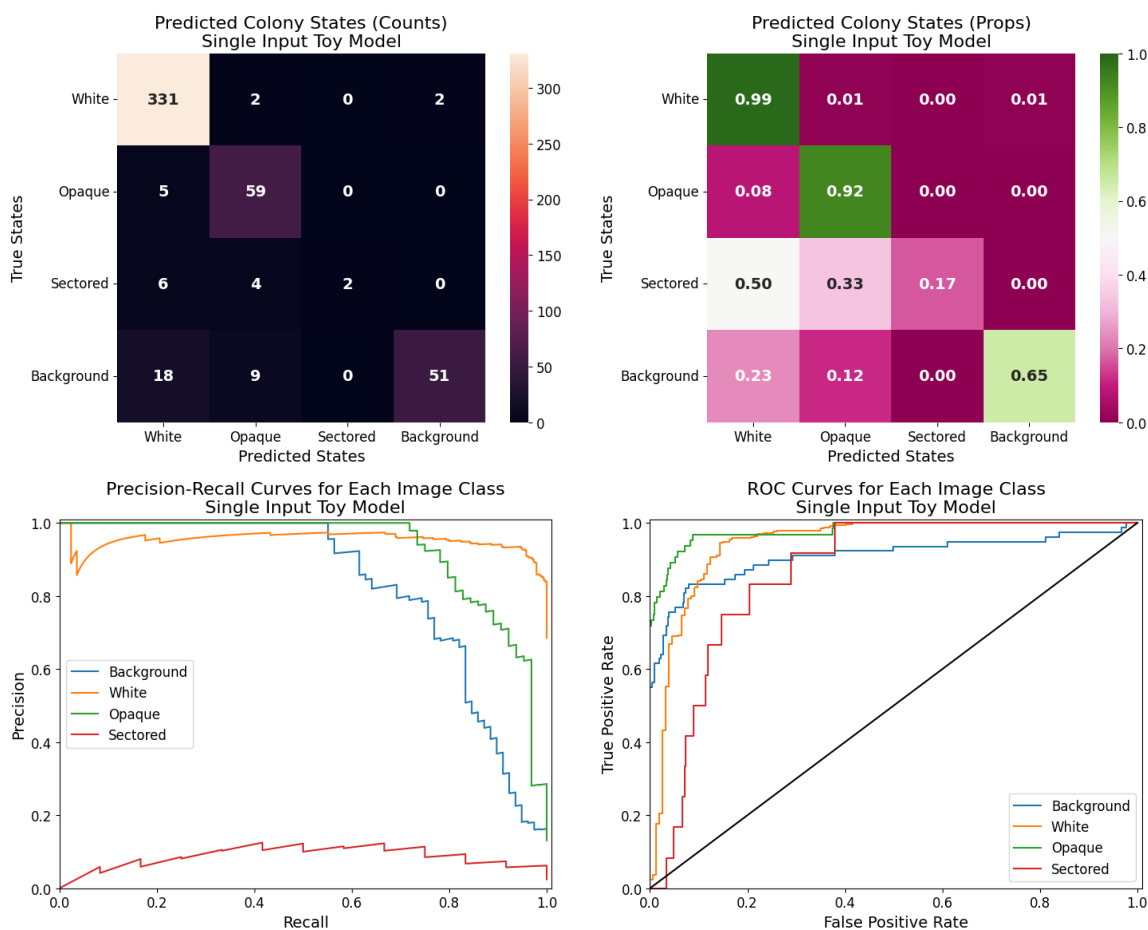 Predicted Colony States (Counts)
Single Input Toy Model
True States
White
331 2 0 2
Opaque
5 59 0 0
Sectored
6 4 2 0
Background
18 9 0 51
White Opaque Sectored Background
Predicted States
300
250
200
150
100
50
0
Predicted Colony States (Props)
Single Input Toy Model
True States
White
0.99 0.01 0.00 0.01
Opaque
0.08 0.92 0.00 0.00
Sectored
0.50 0.33 0.17 0.00
Background
0.23 0.12 0.00 0.65
White Opaque Sectored Background
Predicted States
1.0
0.8
0.6
0.4
0.2
0.0
Precision-Recall Curves for Each Image Class
Single Input Toy Model
Precision
1.0
0.8
0.6
0.4
0.2
0.0
Background
White
Opaque
Sectored
0.0 0.2 0.4 0.6 0.8 1.0
Recall
ROC Curves for Each Image Class
Single Input Toy Model
True Positive Rate
1.0
0.8
0.6
0.4
0.2
0.0
Background
White
Opaque
Sectored
0.0 0.2 0.4 0.6 0.8 1.0
False Positive Rate